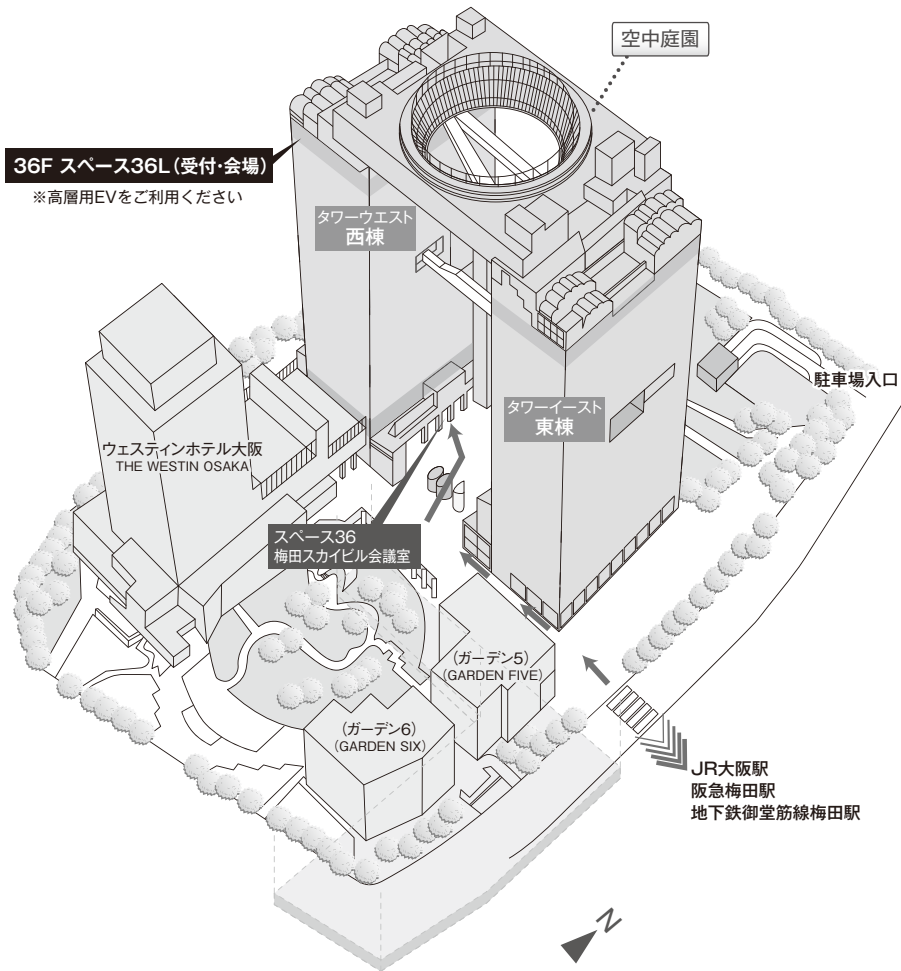 空中庭園
36F スペース36L(受付・会場)
※高層用EVをご利用ください
タワーウエスト
西棟
駐車場入口
タワーイースト
東棟
ウェスティンホテル大阪
THE WESTIN OSAKA
スペース36
梅田スカイビル会議室
(ガーデン5)
(GARDEN FIVE)
(ガーデン6)
(GARDEN SIX)
JR大阪駅
阪急梅田駅
地下鉄御堂筋線梅田駅
N